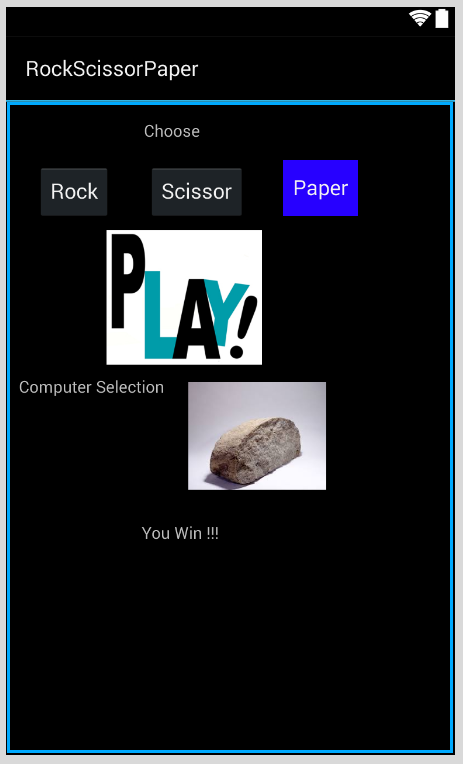 RockScissorPaper
Choose
Rock Scissor Paper
PLAY!
Computer Selection
You Win !!!